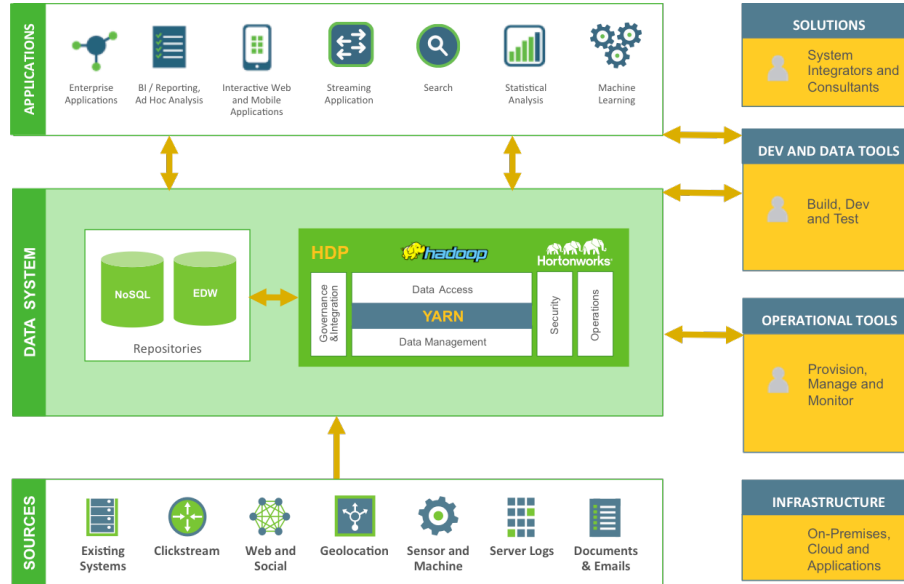 APPLICATIONS
Enterprise
Applications
BI / Reporting,
Ad Hoc Analysis
Interactive Web
and Mobile
Applications
Streaming
Application
Search
Statistical
Analysis
Machine
Learning
SOLUTIONS
System
Integrators and
Consultants
DEV AND DATA TOOLS
Build, Dev
and Test
DATA SYSTEM
NoSQL
EDW
Repositories
HDP
hadoop
Hortonworks
Governance
&Integration
Data Access
YARN
Data Management
Security
Operations
OPERATIONAL TOOLS
Provision,
Manage and
Monitor
SOURCES
Existing
Systems
Clickstream
Web and
Social
Geolocation
Sensor and
Machine
Server Logs
Documents
& Emails
INFRASTRUCTURE
On-Premises,
Cloud and
Applications